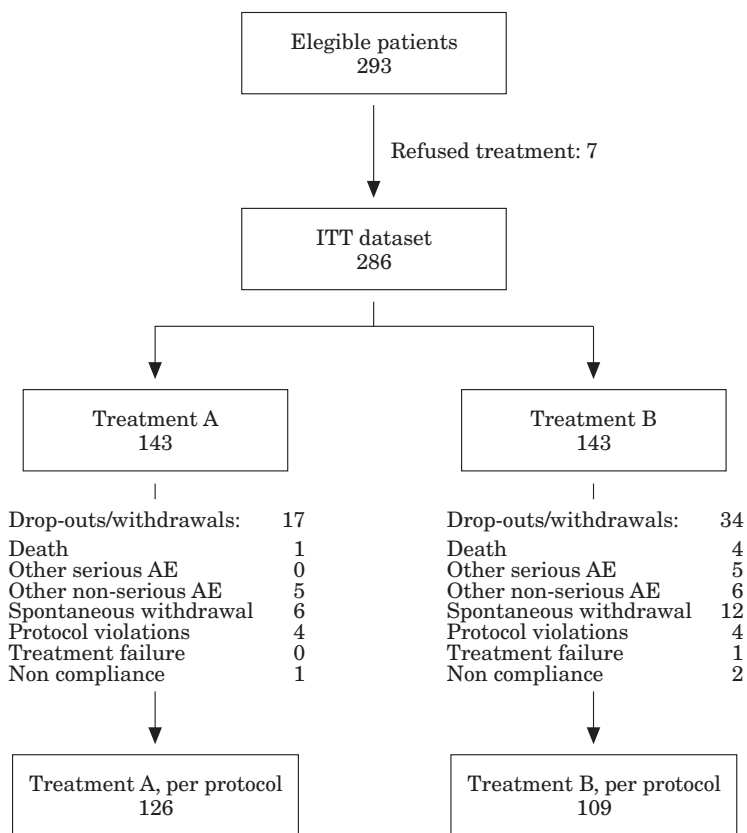 Elegible patients
293
Refused treatment: 7
ITT dataset
286
Treatment A
143
Treatment B
143
Drop-outs/withdrawals: 17
Death 1
Other serious AE 0
Other non-serious AE 5
Spontaneous withdrawal 6
Protocol violations 4
Treatment failure 0
Non compliance 1
Drop-outs/withdrawals: 34
Death 4
Other serious AE 5
Other non-serious AE 6
Spontaneous withdrawal 12
Protocol violations 4
Treatment failure 1
Non compliance 2
Treatment A, per protocol
126
Treatment B, per protocol
109